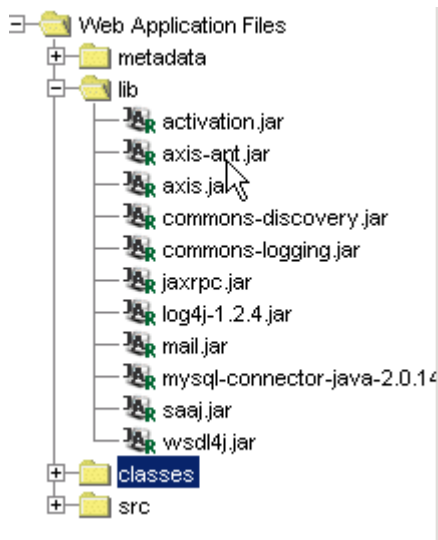 Web Application Files
metadata
lib
activation.jar
axis-ant.jar
axis.jar
commons-discovery.jar
commons-logging.jar
jaxrpc.jar
log4j-1.2.4.jar
mail.jar
mysql-connector-java-2.0.14
saaj.jar
wsdl4j.jar
classes
src